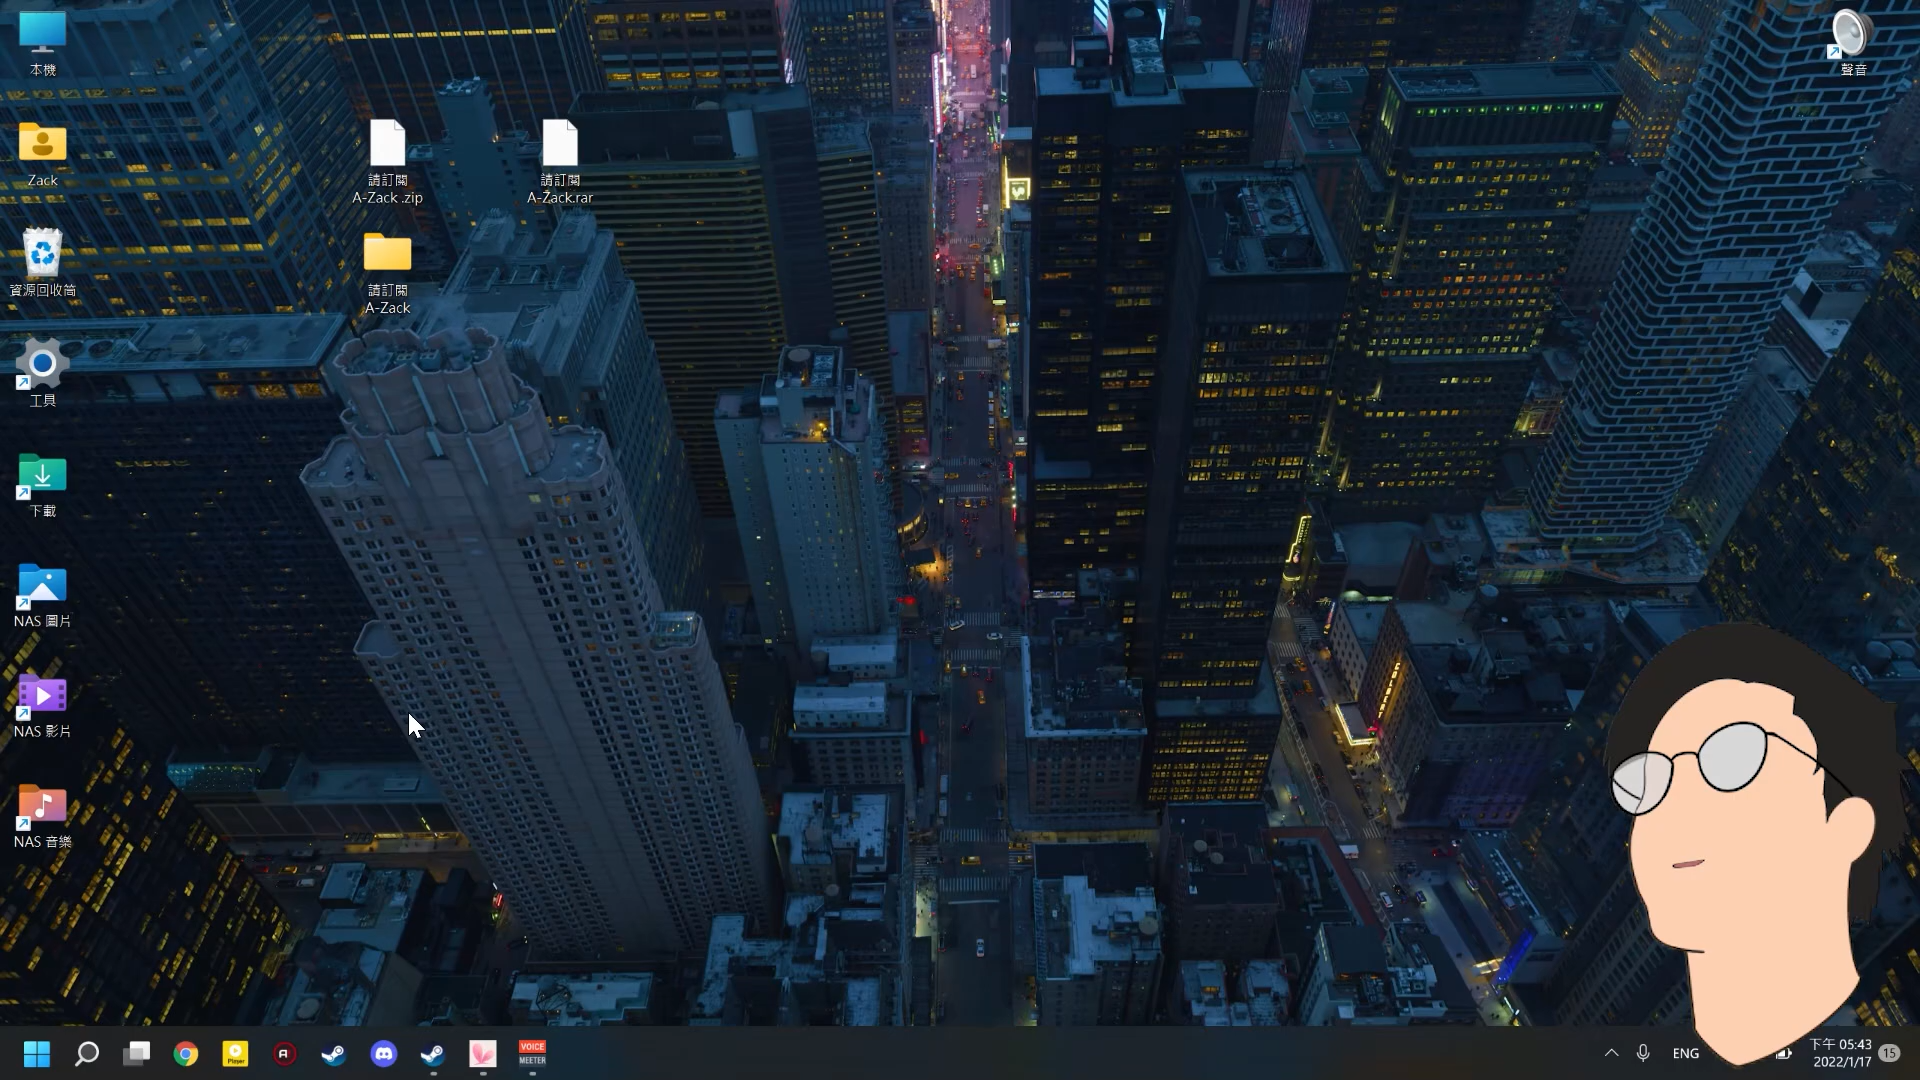 本機
聲音
Zack
請訂閱
A-Zack .zip
請訂閱
A-Zack.rar
資源回收筒
請訂閱
A-Zack
工具
下載
NAS 圖片
NAS 影片
NAS 音樂
Player
VOICE
MEETER
ENG
下午 05:43
2022/1/17
15